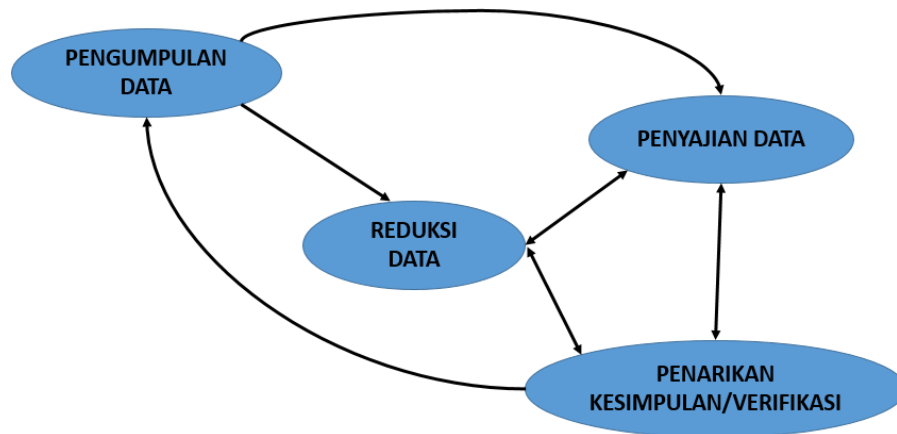 PENGUMPULAN
DATA
PENYAJIAN DATA
REDUKSI
DATA
PENARIKAN
KESIMPULAN/VERIFIKASI